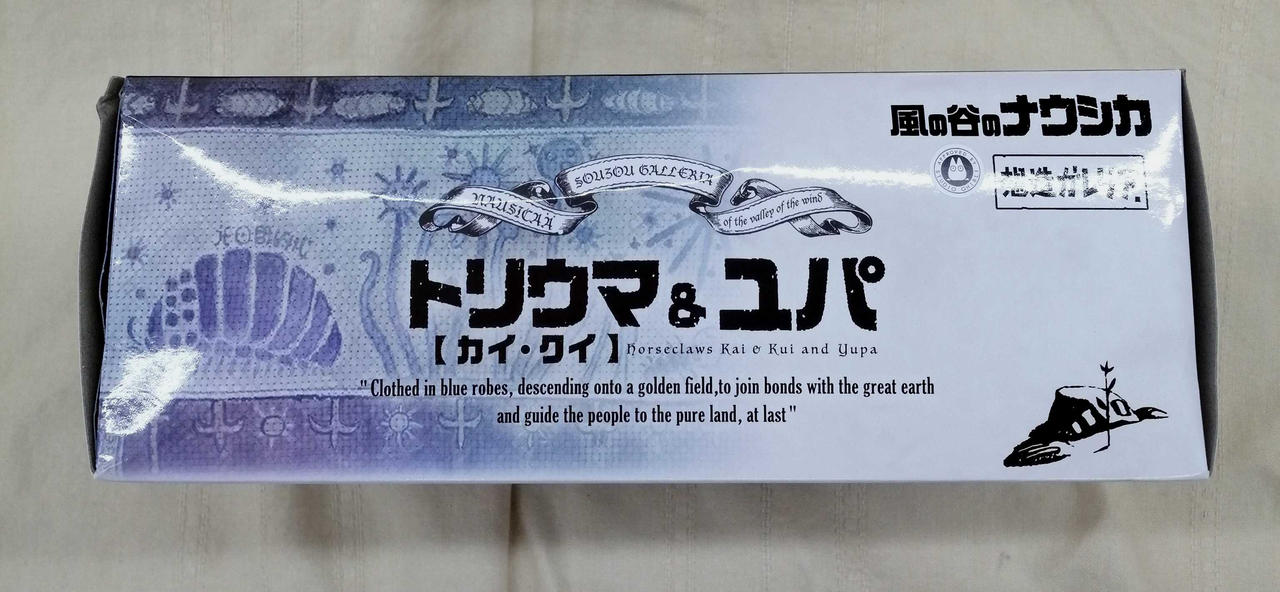 風の谷のナウシカ
想造ガレリア
SOUZOU GALLERIA
NAUSICAÄ
of the valley of the wind
トリウマ&ユパ
【カイ・クイ】Horseclaws Kai & Kui and Yupa
"Clothed in blue robes, descending onto a golden field,to join bonds with the great earth
and guide the people to the pure land, at last"